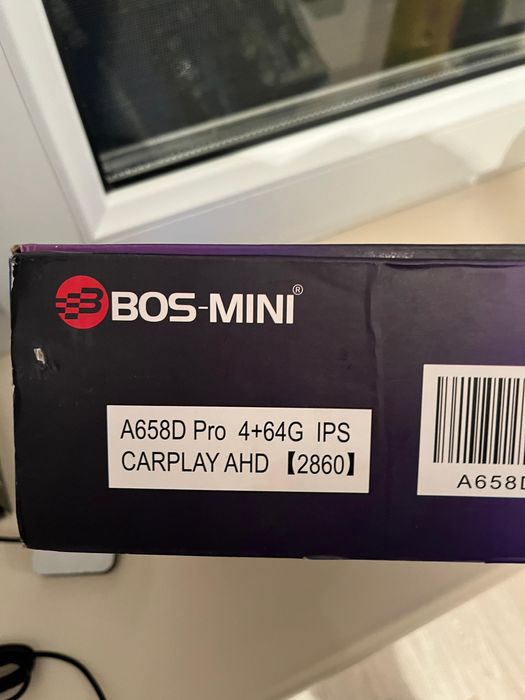 BOS-MINI®
A658D Pro 4+64G IPS
CARPLAY AHD 【2860】
A658D